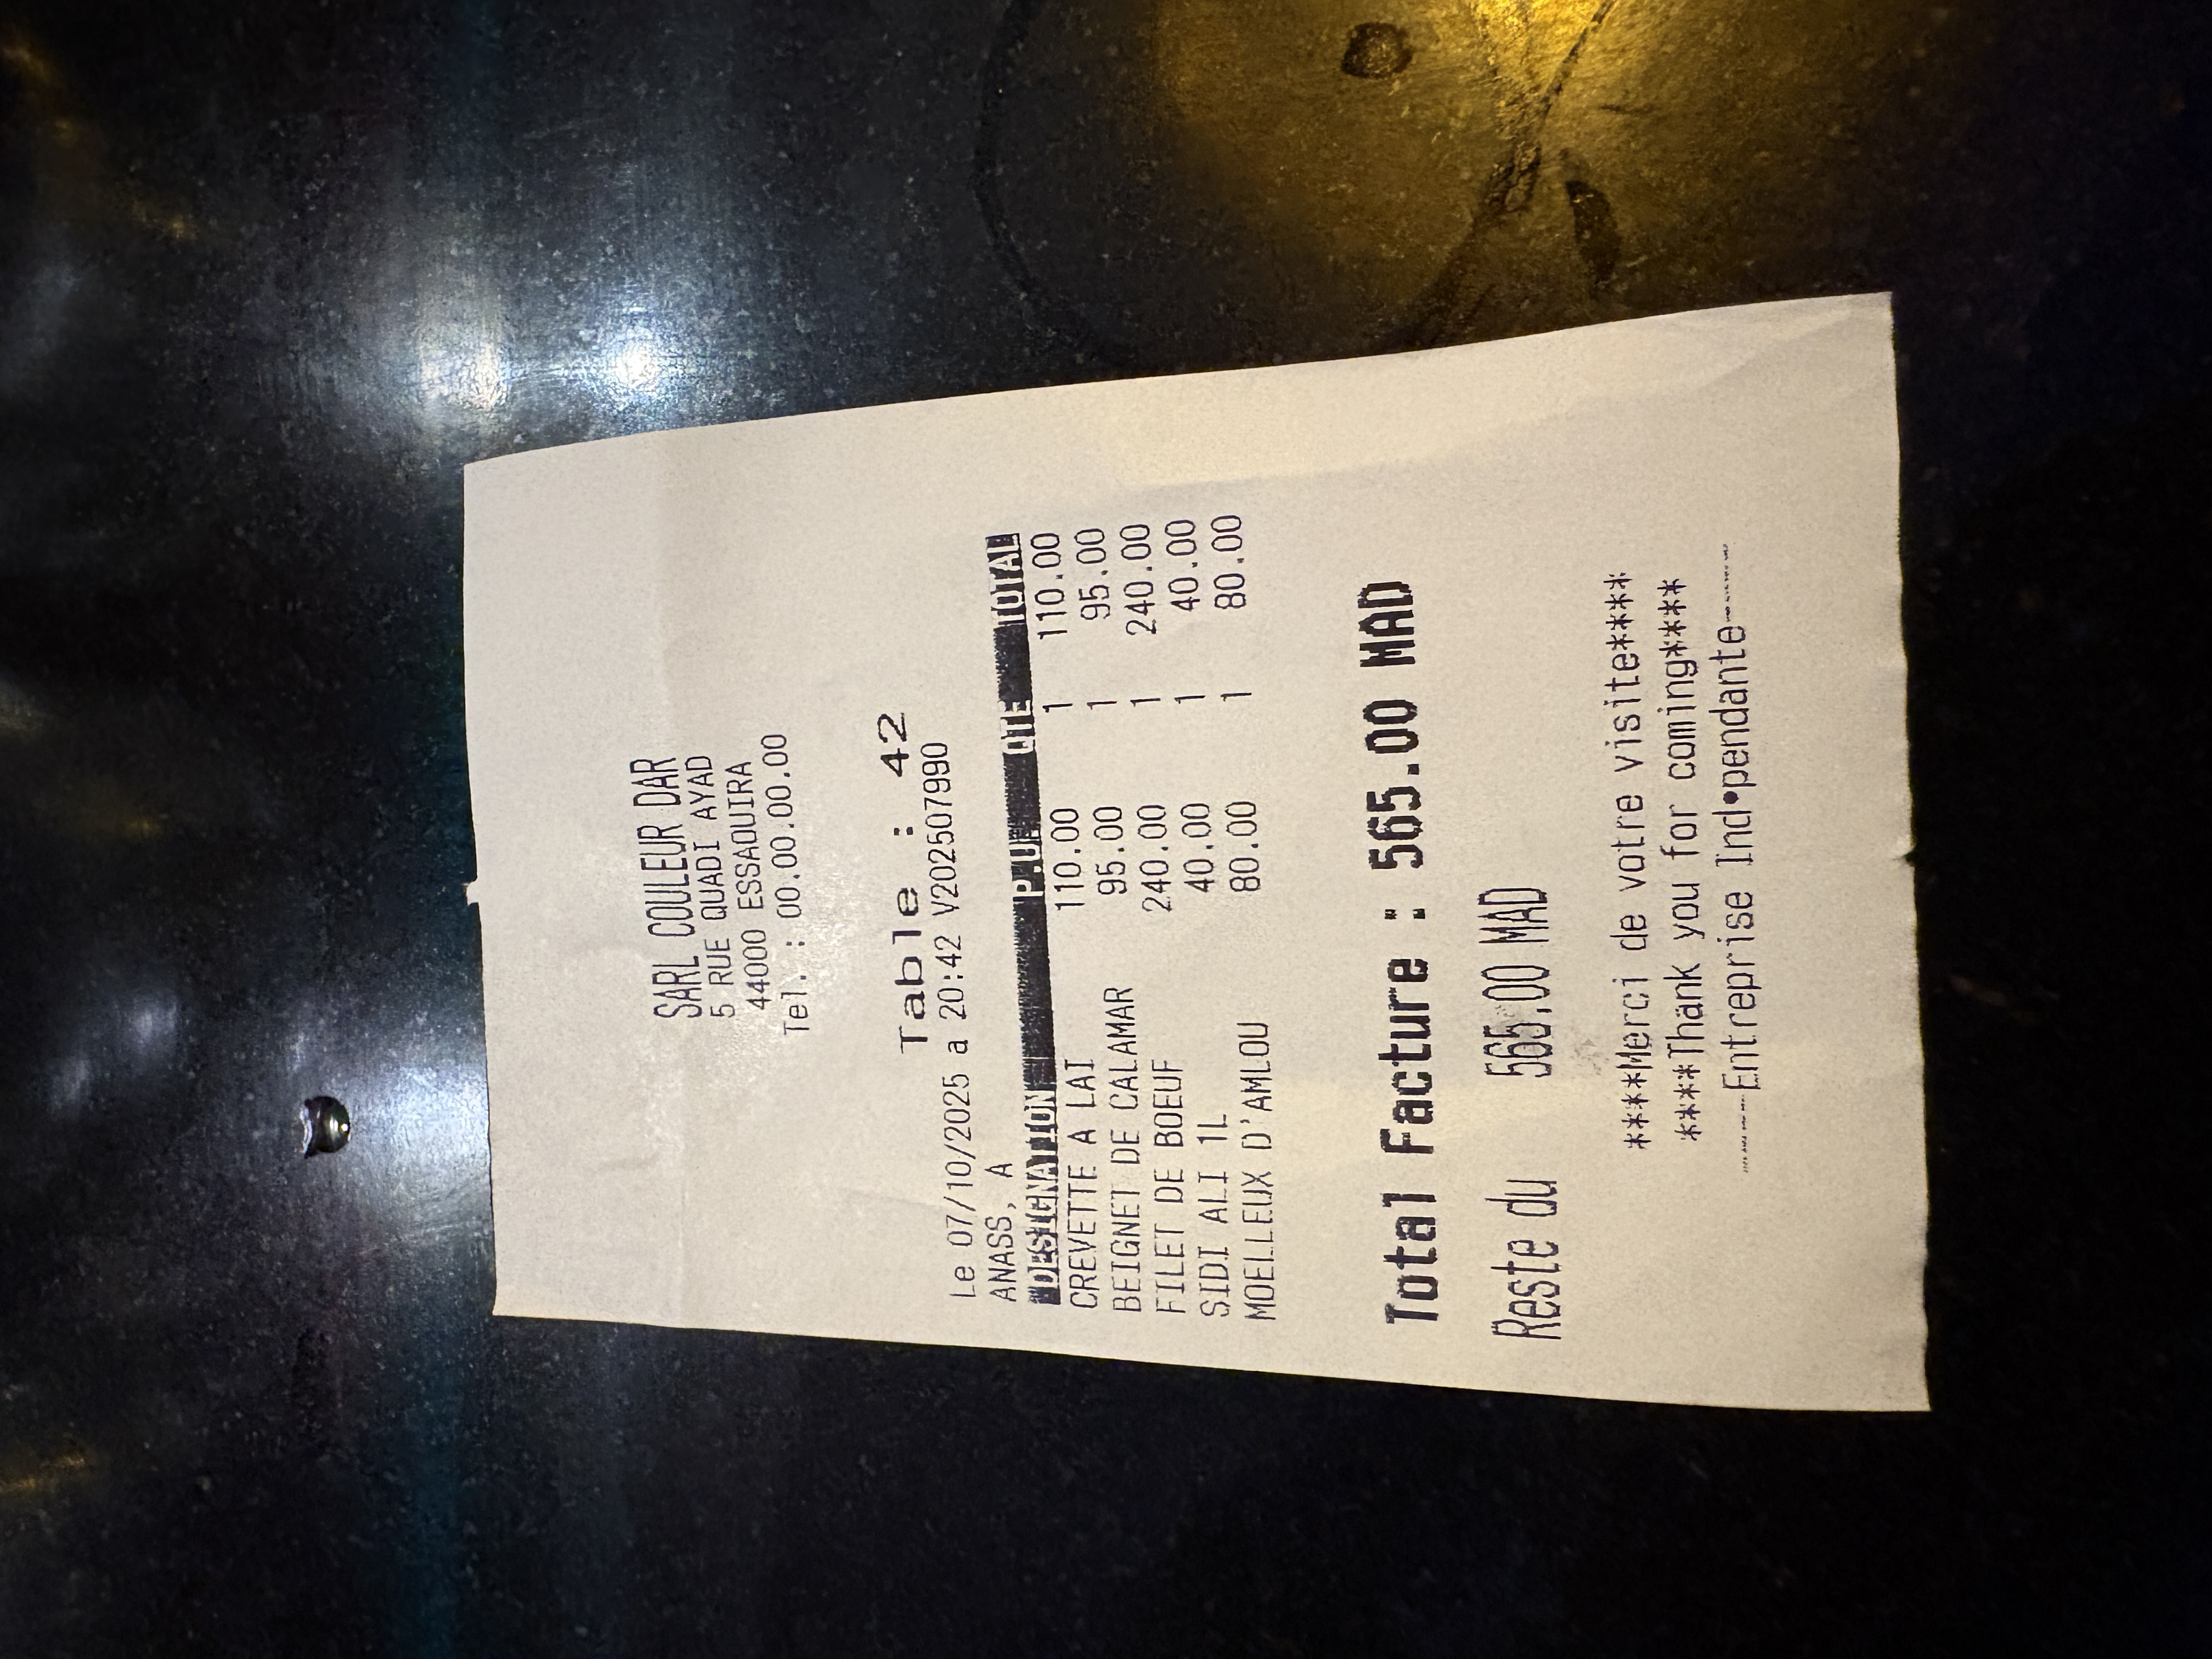 SARL COULEUR DAR
5 RUE QUADI AYAD
44000 ESSAOUIRA
Tel. : 00.00.00.00.00
Table : 42
Le 07/10/2025 a 20:42 V202507990
ANASS, A
DESIGNATION P.U QTE TOTAL
CREVETTE A LAI 110.00 1 110.00
BEIGNET DE CALAMAR 95.00 1 95.00
FILET DE BOEUF 240.00 1 240.00
SIDI ALI 1L 40.00 1 40.00
MOELLEUX D'AMLOU 80.00 1 80.00
Total Facture : 565.00 MAD
Reste du 565.00 MAD
****Merci de votre visite****
****Thank you for coming****
-----Entreprise Ind•pendante-----